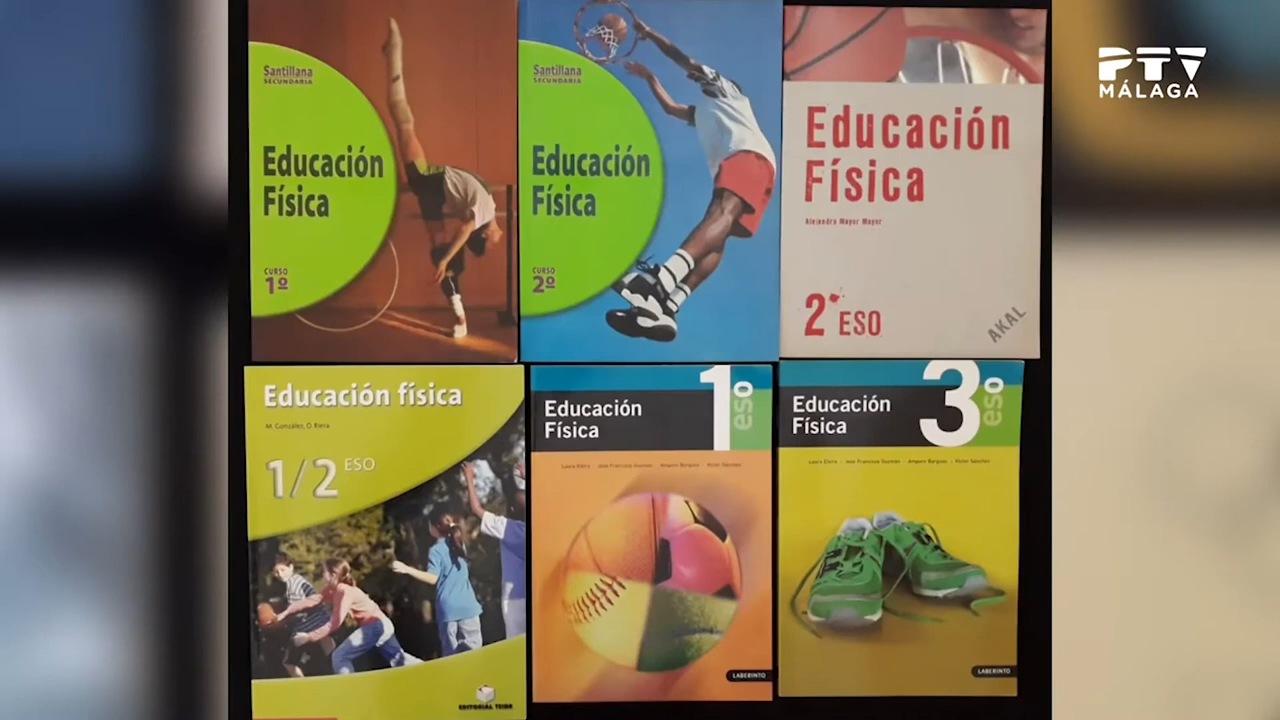 Santillana
SECUNDARIA
Educación
Física
CURSO
1º
Santillana
SECUNDARIA
Educación
Física
CURSO
2º
Educación
Física
Alejandro Mayor Mayor
2º ESO
AKAL
PTV
MÁLAGA
Educación física
M. González, O. Riera
1/2 ESO
EDITORIAL TEIDE
1º eso
Educación
Física
LABERINTO
3º eso
Educación
Física
LABERINTO